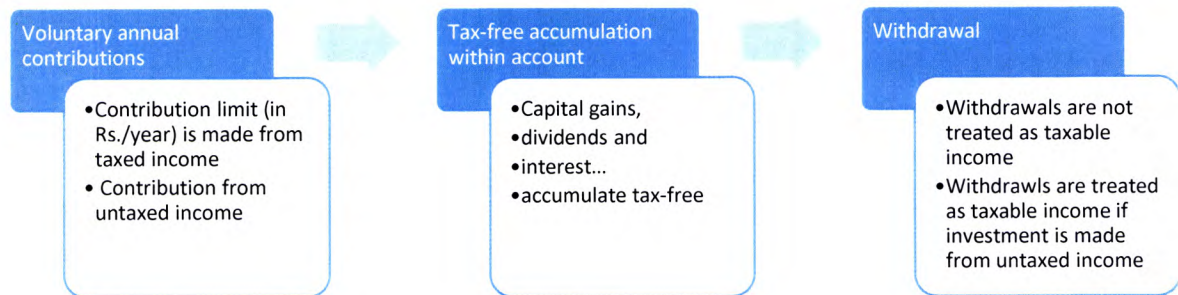 Voluntary annual
contributions
•Contribution limit (in
Rs./year) is made from
taxed income
• Contribution from
untaxed income
Tax-free accumulation
within account
•Capital gains,
•dividends and
•interest...
•accumulate tax-free
Withdrawal
•Withdrawals are not
treated as taxable
income
•Withdrawls are treated
as taxable income if
investment is made
from untaxed income